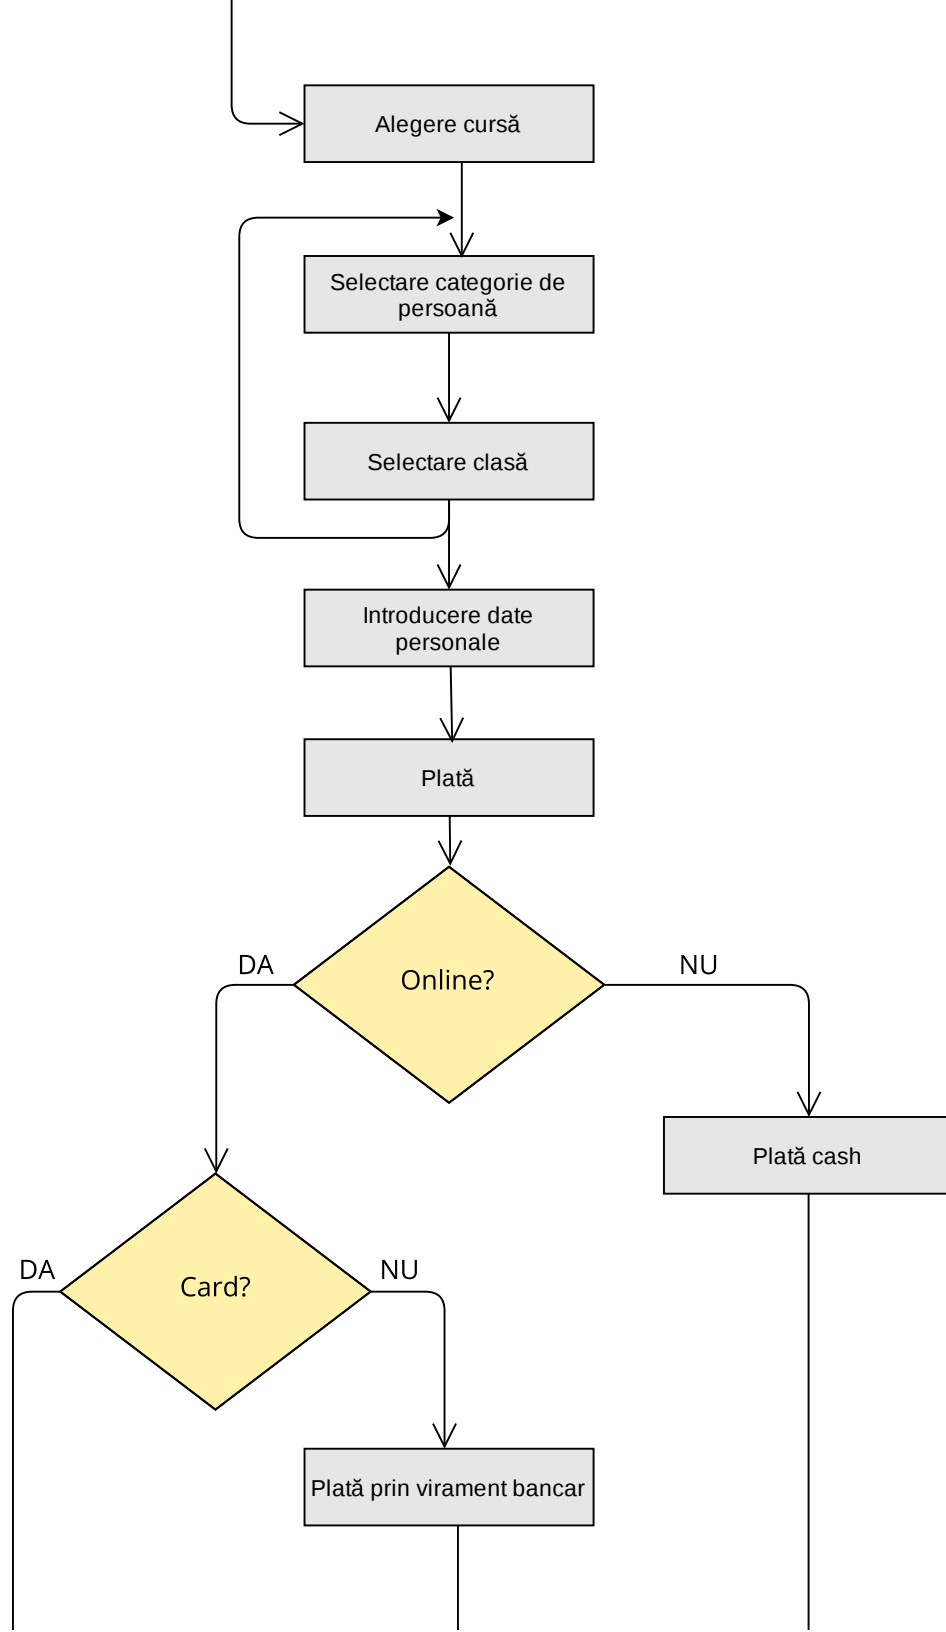 Alegere cursă
Selectare categorie de
persoană
Selectare clasă
Introducere date
personale
Plată
Online?
DA
NU
Plată cash
Card?
DA
NU
Plată prin virament bancar